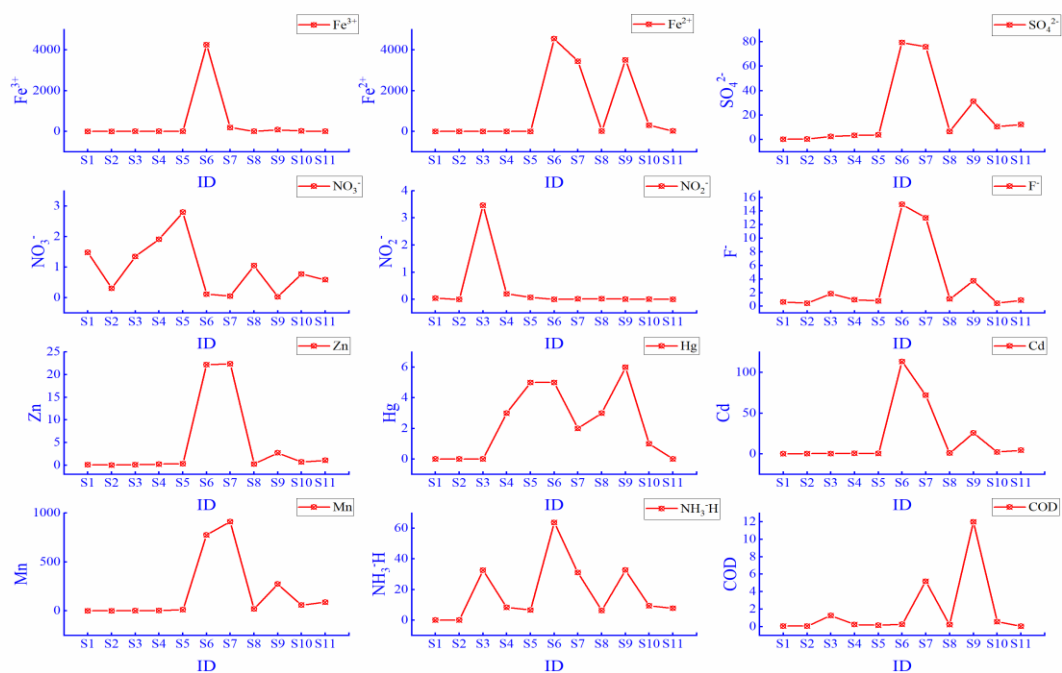 Fe³⁺
Fe³⁺
4000
2000
0
S1 S2 S3 S4 S5 S6 S7 S8 S9 S10 S11
ID
Fe²⁺
Fe²⁺
4000
2000
0
S1 S2 S3 S4 S5 S6 S7 S8 S9 S10 S11
ID
SO₄²⁻
SO₄²⁻
80
60
40
20
0
S1 S2 S3 S4 S5 S6 S7 S8 S9 S10 S11
ID
NO₃⁻
NO₃⁻
3
2
1
0
S1 S2 S3 S4 S5 S6 S7 S8 S9 S10 S11
ID
NO₂⁻
NO₂⁻
4
3
2
1
0
S1 S2 S3 S4 S5 S6 S7 S8 S9 S10 S11
ID
F⁻
F⁻
16
14
12
10
8
6
4
2
0
S1 S2 S3 S4 S5 S6 S7 S8 S9 S10 S11
ID
Zn
Zn
25
20
15
10
5
0
S1 S2 S3 S4 S5 S6 S7 S8 S9 S10 S11
ID
Hg
Hg
6
4
2
0
S1 S2 S3 S4 S5 S6 S7 S8 S9 S10 S11
ID
Cd
Cd
100
50
0
S1 S2 S3 S4 S5 S6 S7 S8 S9 S10 S11
ID
Mn
Mn
1000
500
0
S1 S2 S3 S4 S5 S6 S7 S8 S9 S10 S11
ID
NH₃⁻H
NH₃⁻H
60
40
20
0
S1 S2 S3 S4 S5 S6 S7 S8 S9 S10 S11
ID
COD
COD
12
10
8
6
4
2
0
S1 S2 S3 S4 S5 S6 S7 S8 S9 S10 S11
ID